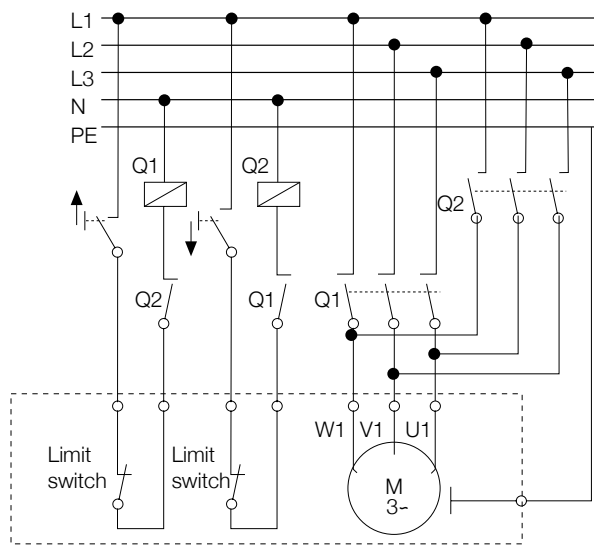 L1
L2
L3
N
PE
Q1
Q2
Q2
Q2
Q1
Q1
W1 V1 U1
Limit
switch
Limit
switch
M
3~